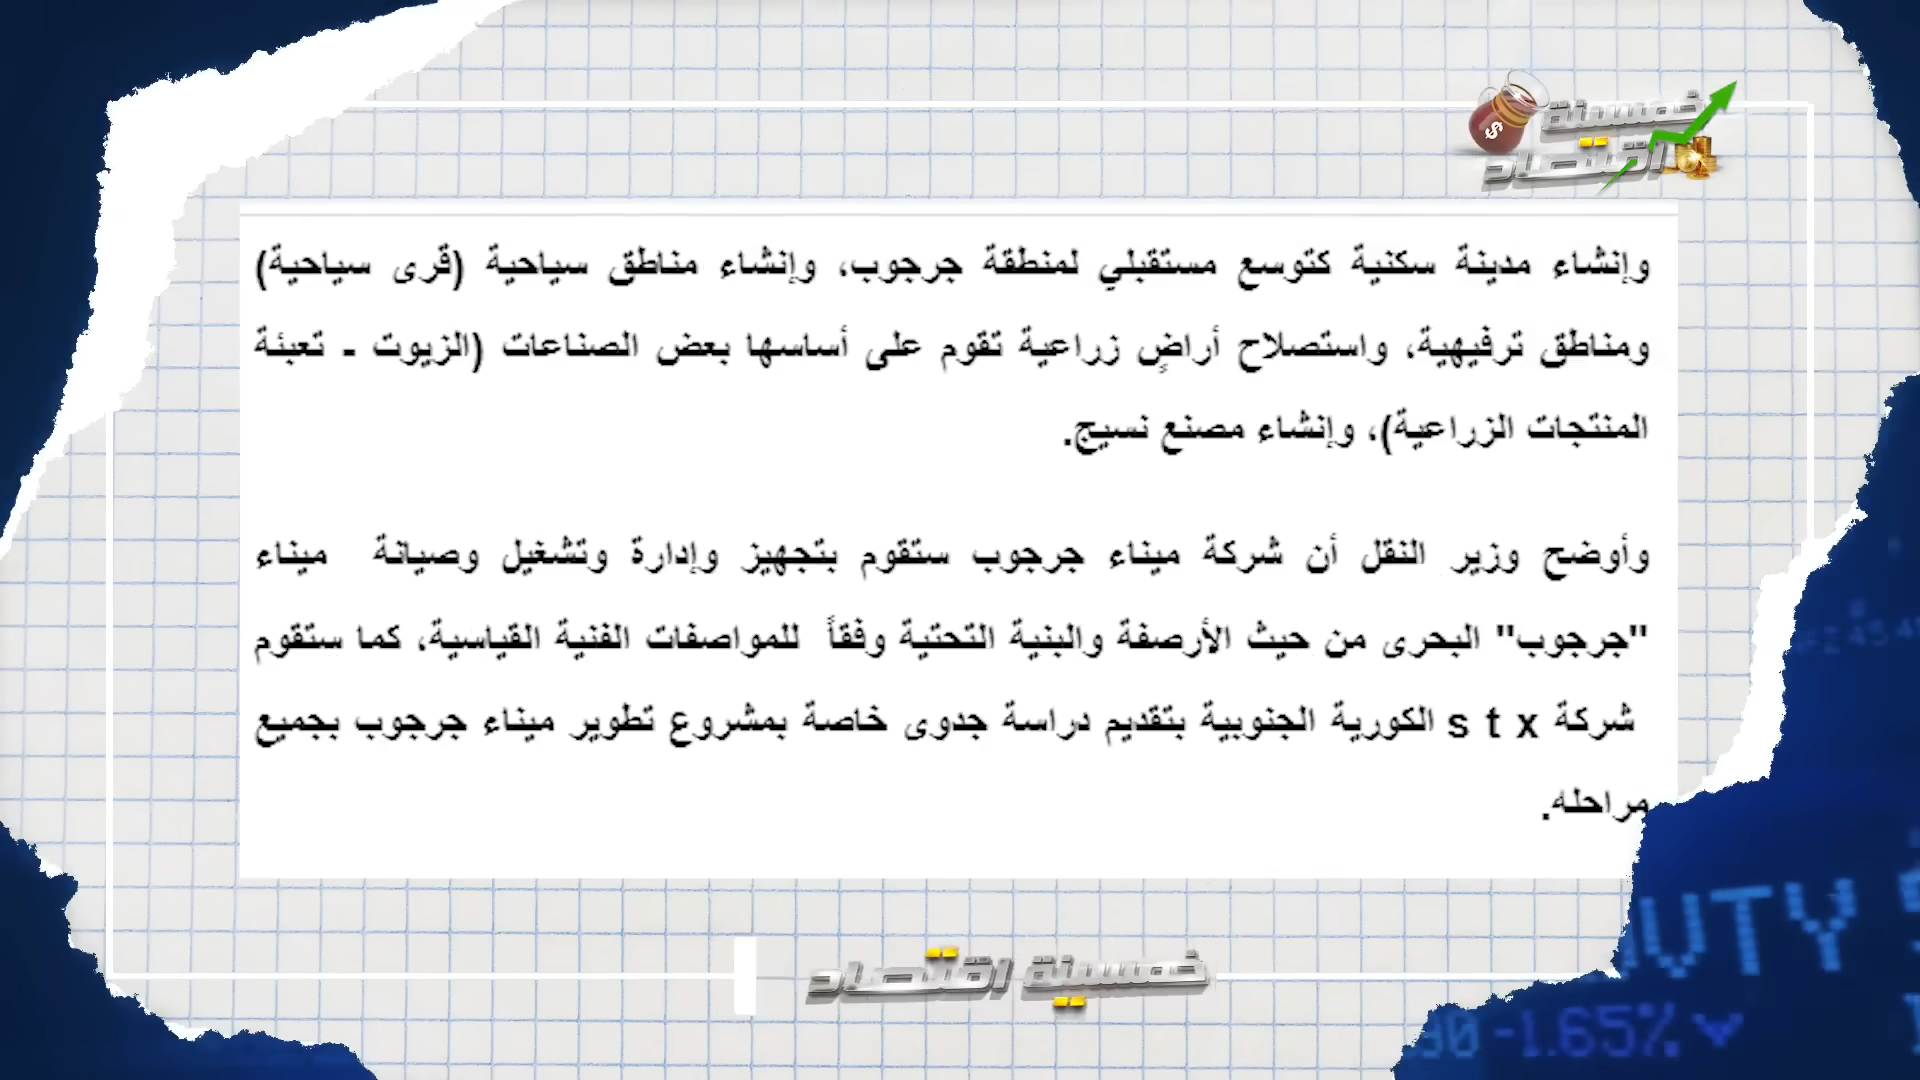 خمسينة
اقتصاد
وإنشاء مدينة سكنية كتوسع مستقبلي لمنطقة جرجوب، وإنشاء مناطق سياحية (قرى سياحية)
ومناطق ترفيهية، واستصلاح أراضٍ زراعية تقوم على أساسها بعض الصناعات (الزيوت - تعبئة
المنتجات الزراعية)، وإنشاء مصنع نسيج.
وأوضح وزير النقل أن شركة ميناء جرجوب ستقوم بتجهيز وإدارة وتشغيل وصيانة ميناء
"جرجوب" البحرى من حيث الأرصفة والبنية التحتية وفقاً للمواصفات الفنية القياسية، كما ستقوم
شركة s t x الكورية الجنوبية بتقديم دراسة جدوى خاصة بمشروع تطوير ميناء جرجوب بجميع
مراحله.
خمسينة اقتصاد
-1.65%